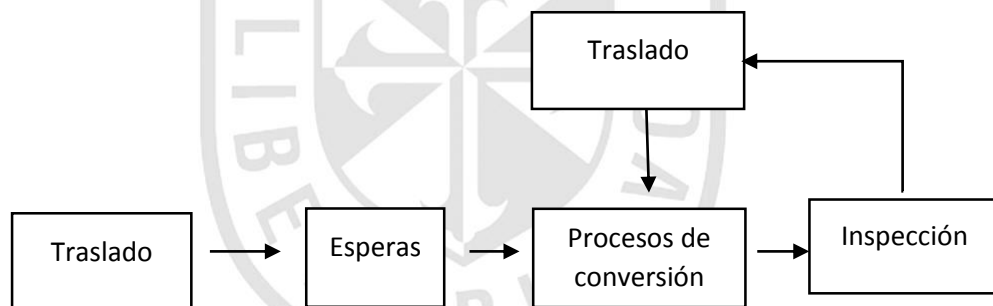 Traslado
Traslado
Esperas
Procesos de
conversión
Inspección